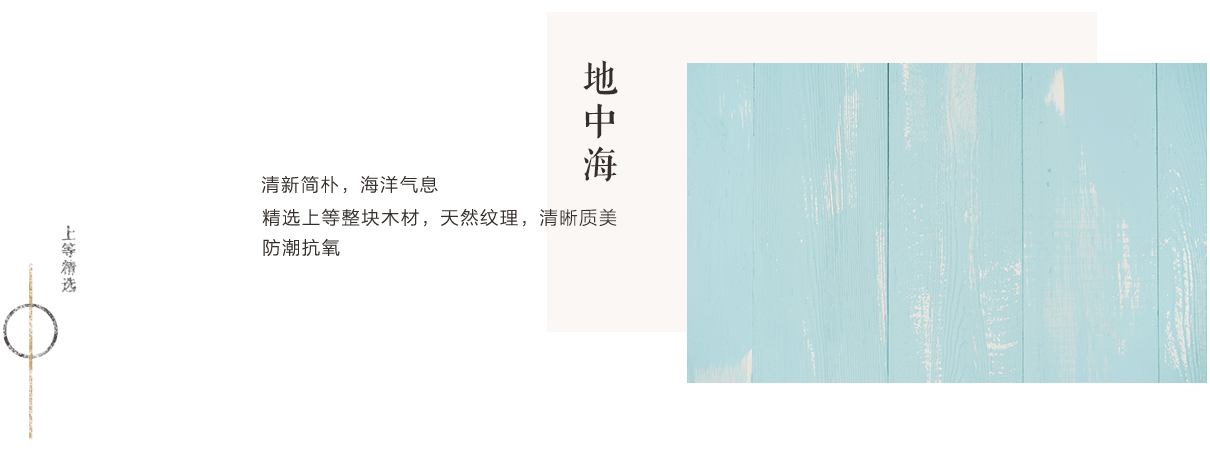 地中海
清新简朴，海洋气息
精选上等整块木材，天然纹理，清晰质美
防潮抗氧
上等精选